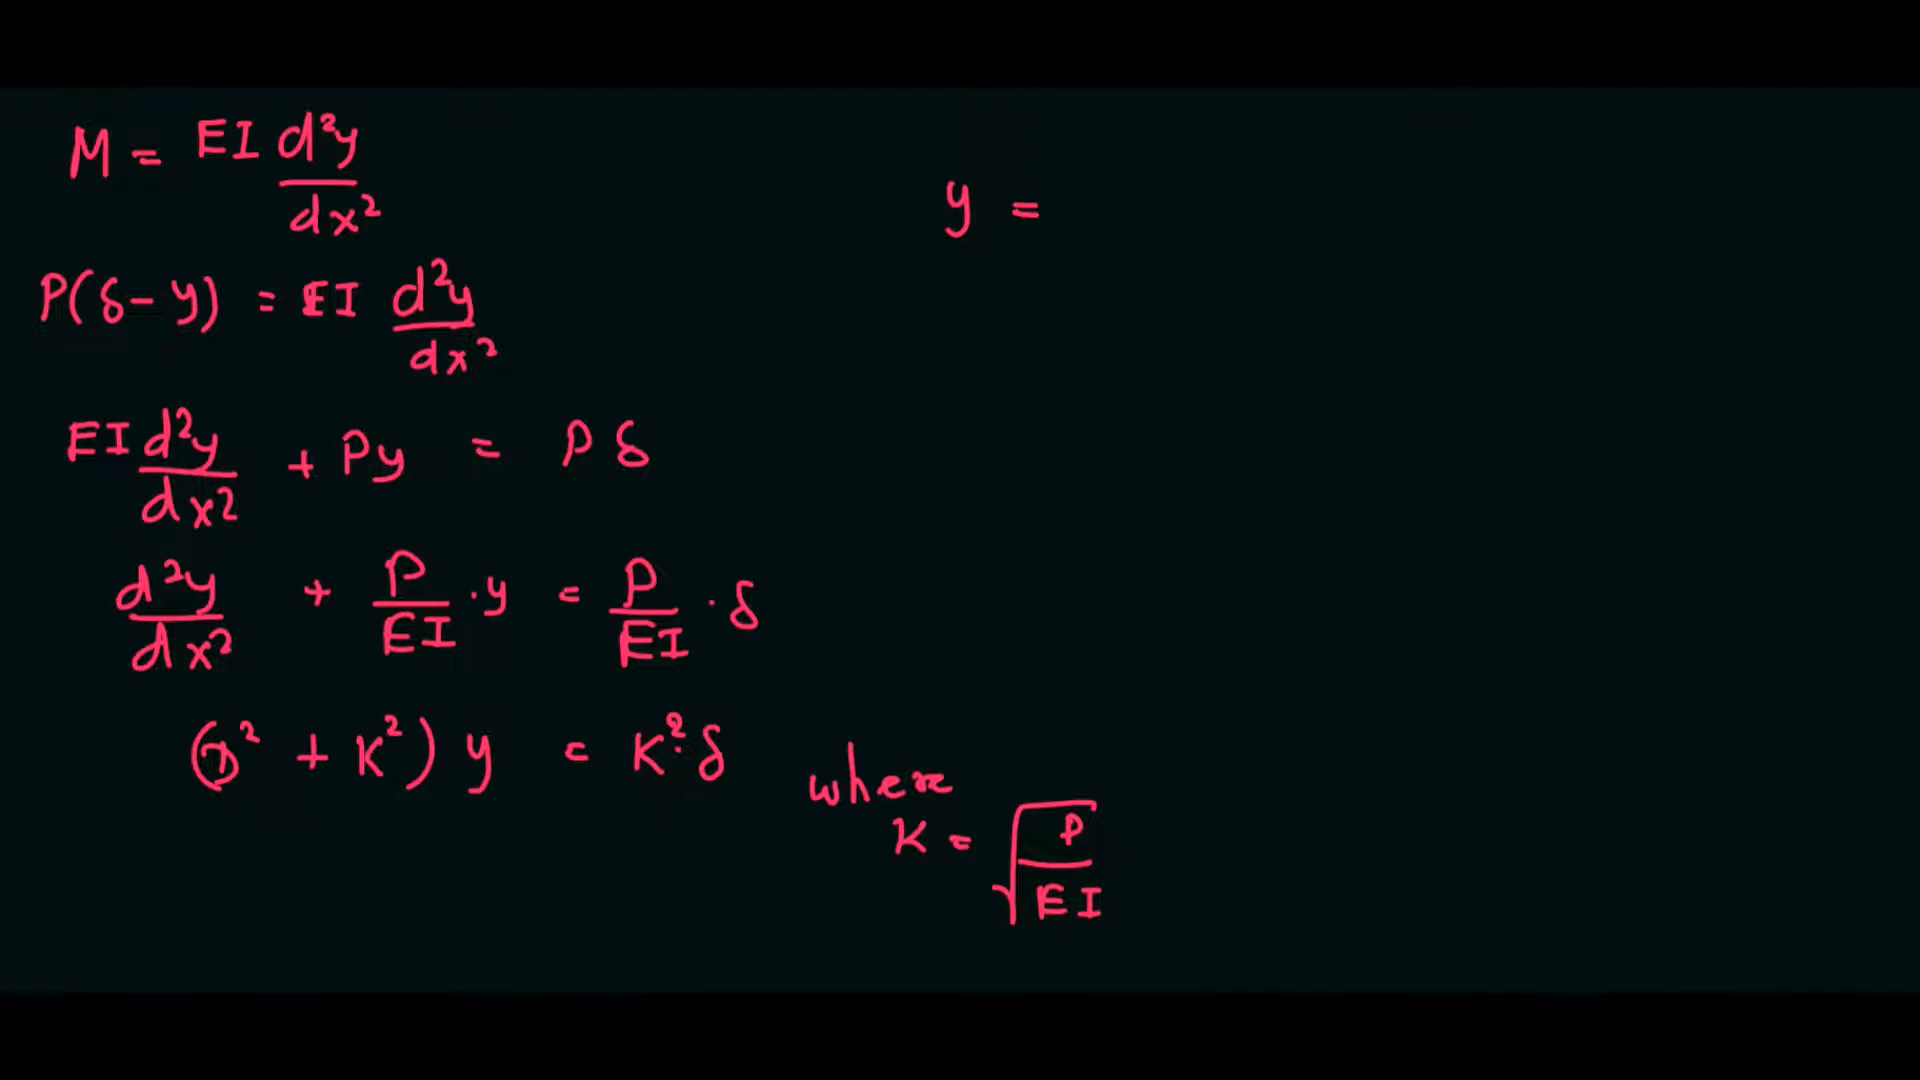 M = EI d²y/dx²
P(δ - y) = EI d²y/dx²
EI d²y/dx² + Py = Pδ
d²y/dx² + P/EI · y = P/EI · δ
(D² + K²) y = K² · δ where
K = √(P/EI)
y =